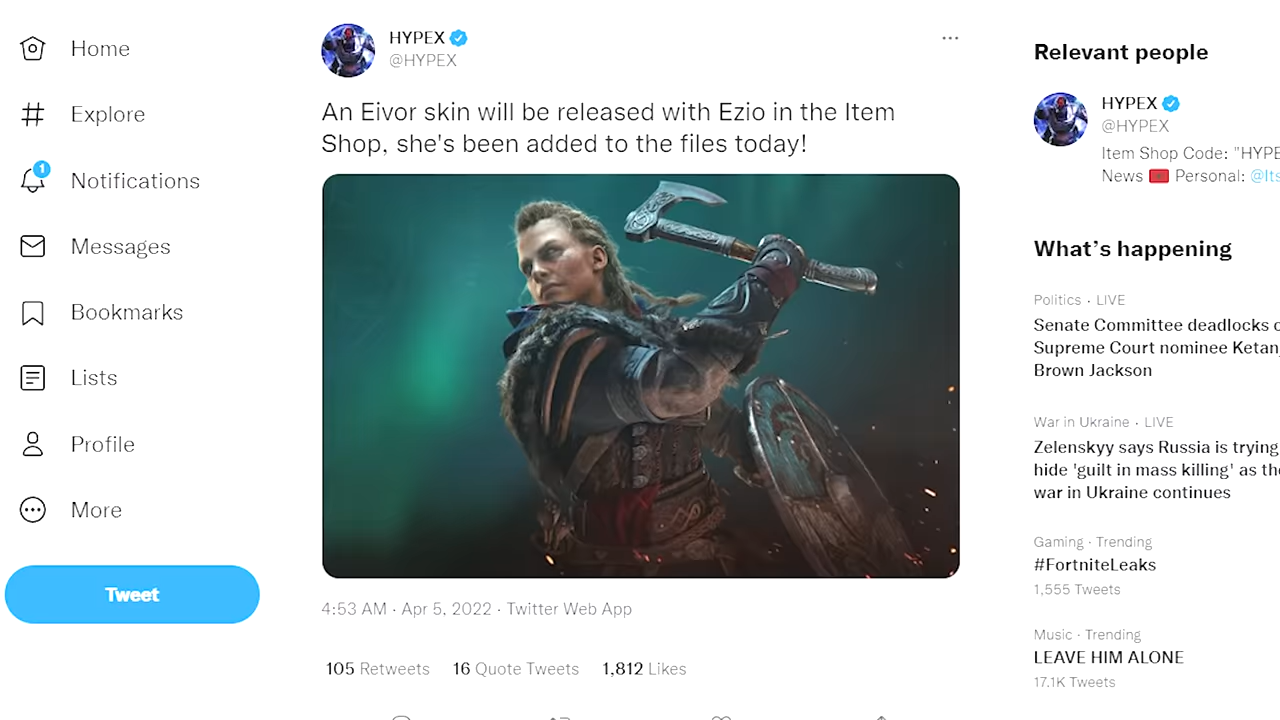 Home
Explore
1
Notifications
Messages
Bookmarks
Lists
Profile
More
Tweet
HYPEX
@HYPEX
An Eivor skin will be released with Ezio in the Item
Shop, she's been added to the files today!
4:53 AM · Apr 5, 2022 · Twitter Web App
105 Retweets 16 Quote Tweets 1,812 Likes
Relevant people
HYPEX
@HYPEX
Item Shop Code: "HYPE
News Personal: @Its
What's happening
Politics · LIVE
Senate Committee deadlocks
Supreme Court nominee Ketan
Brown Jackson
War in Ukraine · LIVE
Zelenskyy says Russia is trying
hide 'guilt in mass killing' as the
war in Ukraine continues
Gaming · Trending
#FortniteLeaks
1,555 Tweets
Music · Trending
LEAVE HIM ALONE
17.1K Tweets